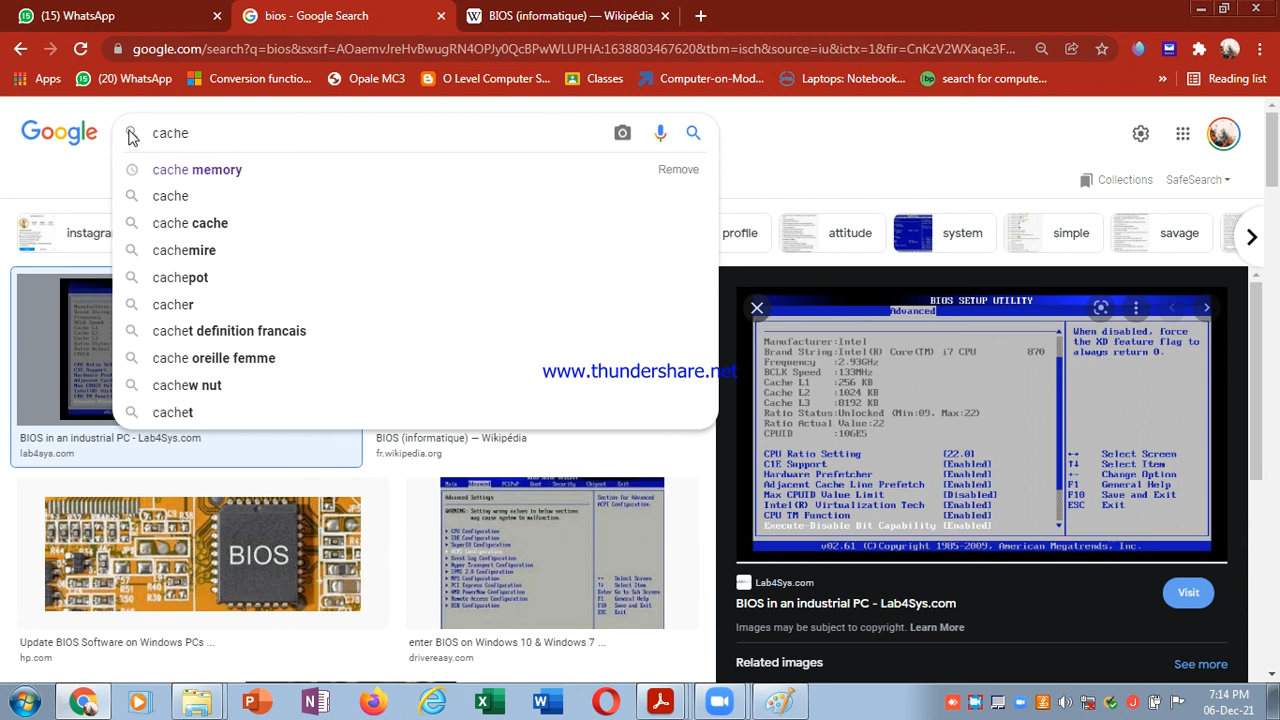 (15) WhatsApp
bios - Google Search
BIOS (informatique) — Wikipédia
google.com/search?q=bios&sxsrf=AOaemvJreHvBwugRN4OPJy0QcBPwWLUPHA:1638803467620&tbm=isch&source=iu&ictx=1&fir=CnKzV2WXaqe3F...
Apps
(20) WhatsApp
Conversion functio...
Opale MC3
O Level Computer S...
Classes
Computer-on-Mod...
Laptops: Notebook...
search for compute...
»
Reading list
Google
cache
cache memory
Remove
cache
cache cache
cachemire
cachepot
cacher
cachet definition francais
cache oreille femme
cachew nut
cachet
Collections
SafeSearch
instagra
profile
attitude
system
simple
savage
www.thundershare.net
BIOS in an industrial PC - Lab4Sys.com
lab4sys.com
BIOS (informatique) — Wikipédia
fr.wikipedia.org
BIOS
Update BIOS Software on Windows PCs ...
hp.com
enter BIOS on Windows 10 & Windows 7 ...
drivereasy.com
BIOS SETUP UTILITY
Advanced
Manufacturer:Intel
Brand String:Intel(R) Core(TM) i7 CPU 870
Frequency :2.93GHz
BCLK Speed :133MHz
Cache L1 :256 KB
Cache L2 :1024 KB
Cache L3 :8192 KB
Ratio Status:Unlocked (Min:09, Max:22)
Ratio Actual Value:22
CPUID :106E5
CPU Ratio Setting [22.0]
C1E Support [Enabled]
Hardware Prefetcher [Enabled]
Adjacent Cache Line Prefetch [Enabled]
Max CPUID Value Limit [Disabled]
Intel(R) Virtualization Tech [Enabled]
CPU TM Function [Enabled]
Execute-Disable Bit Capability [Enabled]
When disabled, force
the XD feature flag to
always return 0.
←→ Select Screen
↑↓ Select Item
+- Change Option
F1 General Help
F10 Save and Exit
ESC Exit
v02.61 (C)Copyright 1985-2009, American Megatrends, Inc.
Lab4Sys.com
BIOS in an industrial PC - Lab4Sys.com
Visit
Images may be subject to copyright. Learn More
Related images
See more
7:14 PM
06-Dec-21